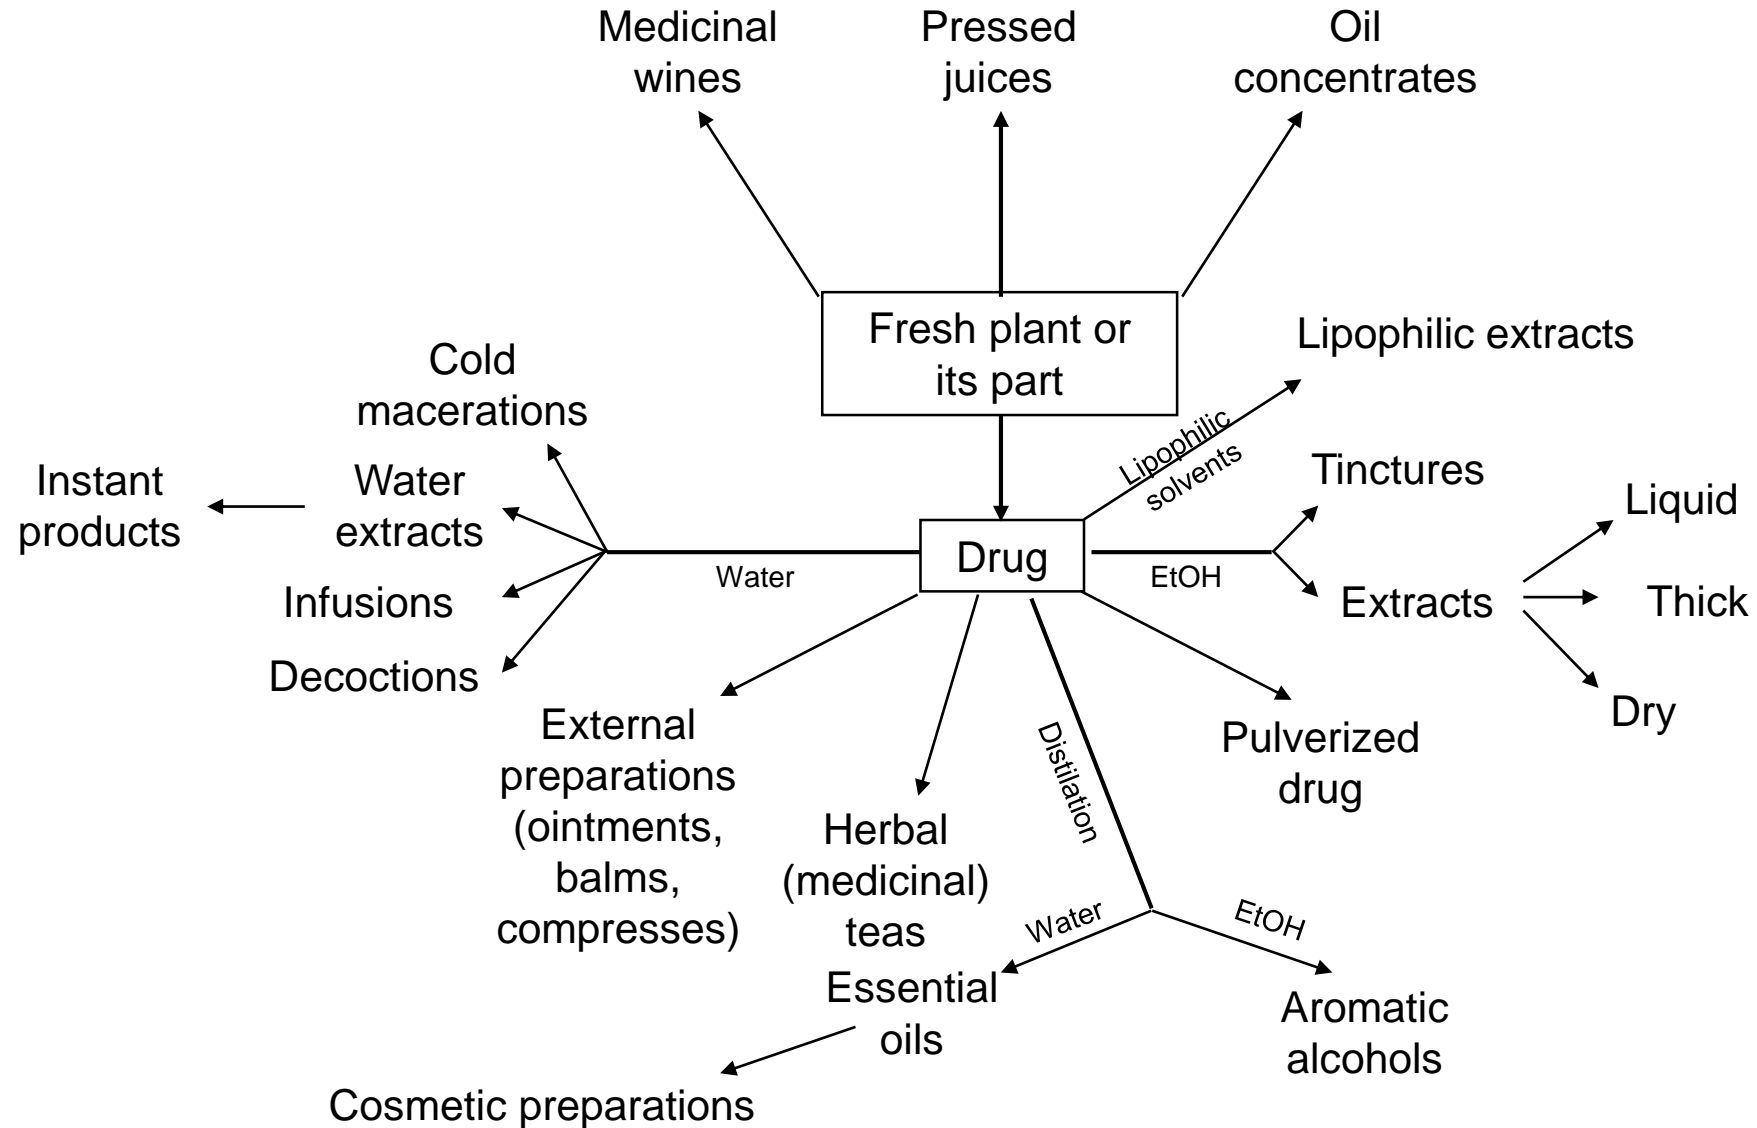 Medicinal
wines
Pressed
juices
Oil
concentrates
Fresh plant or
its part
Lipophilic extracts
Lipophilic
solvents
Cold
macerations
Instant
products
Water
extracts
Infusions
Decoctions
Water
Drug
EtOH
Tinctures
Extracts
Liquid
Thick
Dry
External
preparations
(ointments,
balms,
compresses)
Herbal
(medicinal)
teas
Distilation
Pulverized
drug
Water
EtOH
Essential
oils
Aromatic
alcohols
Cosmetic preparations